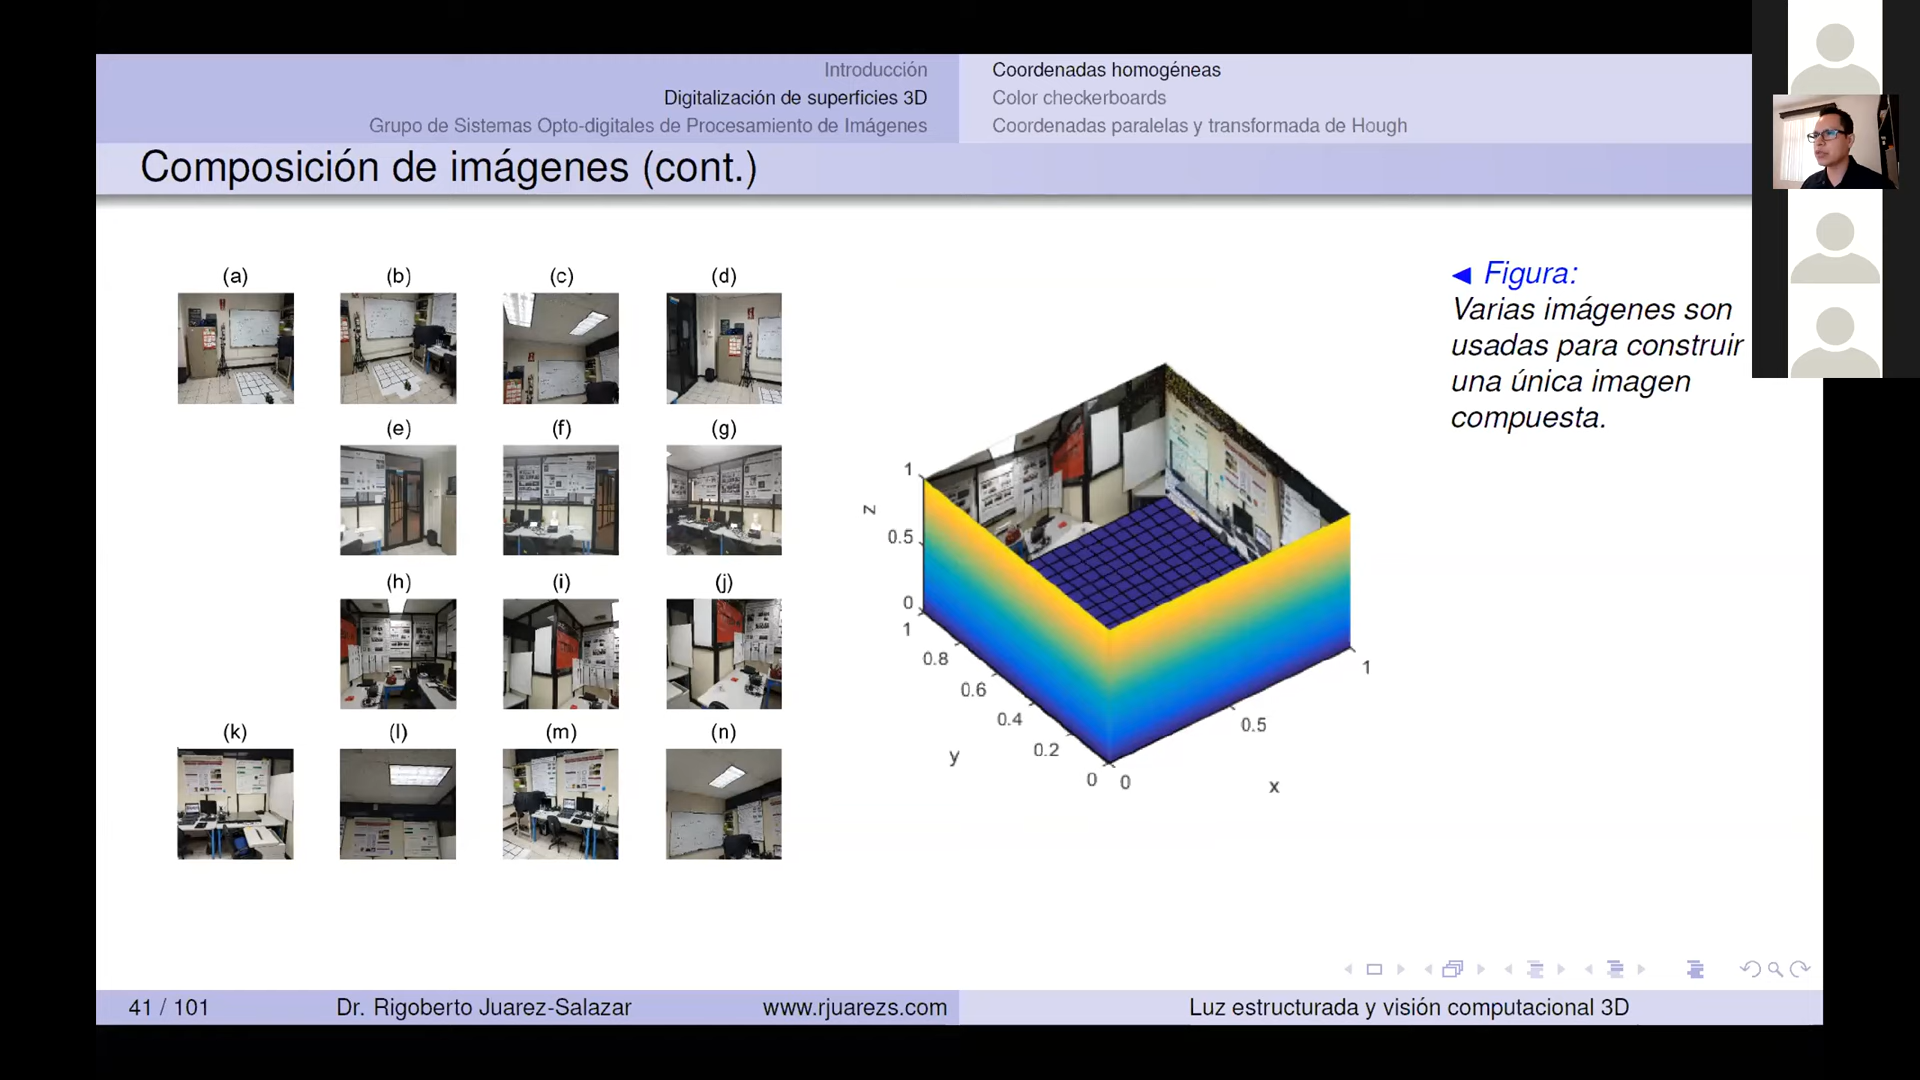 Introducción
Digitalización de superficies 3D
Grupo de Sistemas Opto-digitales de Procesamiento de Imágenes
Coordenadas homogéneas
Color checkerboards
Coordenadas paralelas y transformada de Hough
Composición de imágenes (cont.)
(a) (b) (c) (d)
(e) (f) (g)
(h) (i) (j)
(k) (l) (m) (n)
1
0.5
0
z
1
0.8
0.6
0.4
0.2
0
y
0
0.5
1
x
◄ Figura:
Varias imágenes son
usadas para construir
una única imagen
compuesta.
41 / 101 Dr. Rigoberto Juarez-Salazar www.rjuarezs.com Luz estructurada y visión computacional 3D